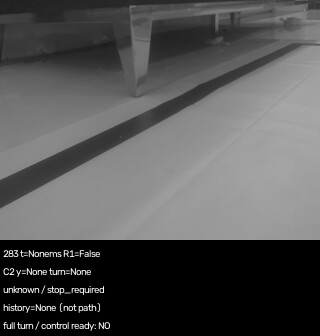 283 t=Nonems R1=False
C2 y=None turn=None
unknown / stop_required
history=None (not path)
full turn / control ready: NO